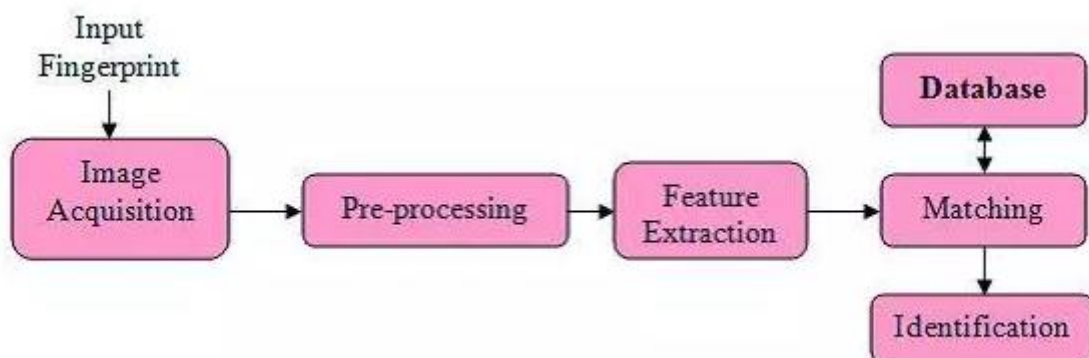 Input
Fingerprint
Image
Acquisition
Pre-processing
Feature
Extraction
Database
Matching
Identification